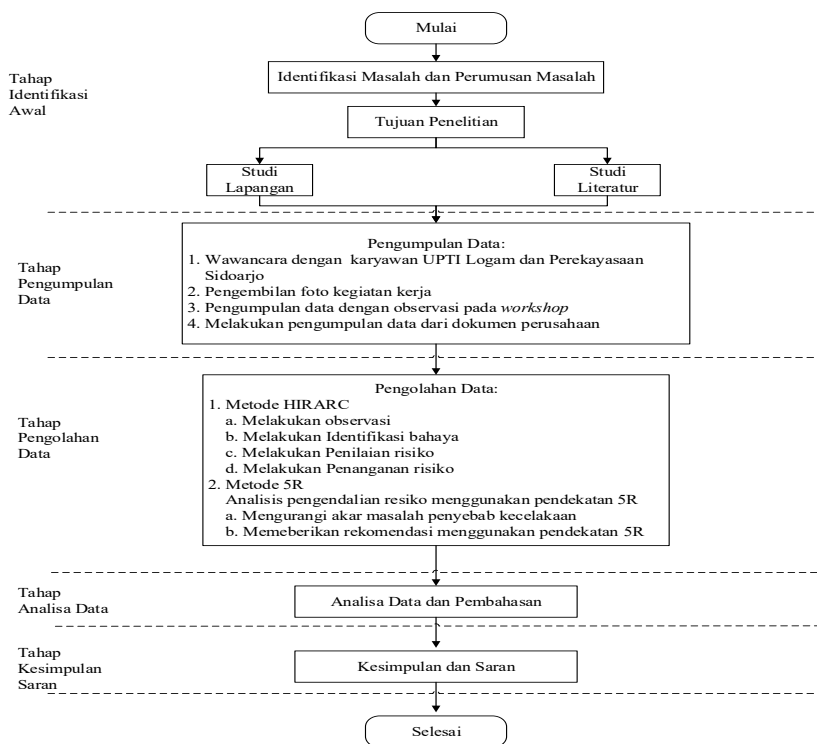 Mulai
Tahap
Identifikasi
Awal
Identifikasi Masalah dan Perumusan Masalah
Tujuan Penelitian
Studi
Lapangan
Studi
Literatur
Tahap
Pengumpulan
Data
Pengumpulan Data:
1. Wawancara dengan karyawan UPTI Logam dan Perekayasaan
Sidoarjo
2. Pengembilan foto kegiatan kerja
3. Pengumpulan data dengan observasi pada workshop
4. Melakukan pengumpulan data dari dokumen perusahaan
Tahap
Pengolahan
Data
Pengolahan Data:
1. Metode HIRARC
a. Melakukan observasi
b. Melakukan Identifikasi bahaya
c. Melakukan Penilaian risiko
d. Melakukan Penanganan risiko
2. Metode 5R
Analisis pengendalian resiko menggunakan pendekatan 5R
a. Mengurangi akar masalah penyebab kecelakaan
b. Memeberikan rekomendasi menggunakan pendekatan 5R
Tahap
Analisa Data
Analisa Data dan Pembahasan
Tahap
Kesimpulan
Saran
Kesimpulan dan Saran
Selesai